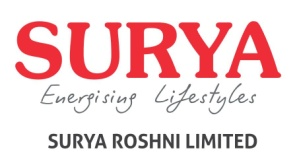 SURYA
Energising Lifestyles
SURYA ROSHNI LIMITED